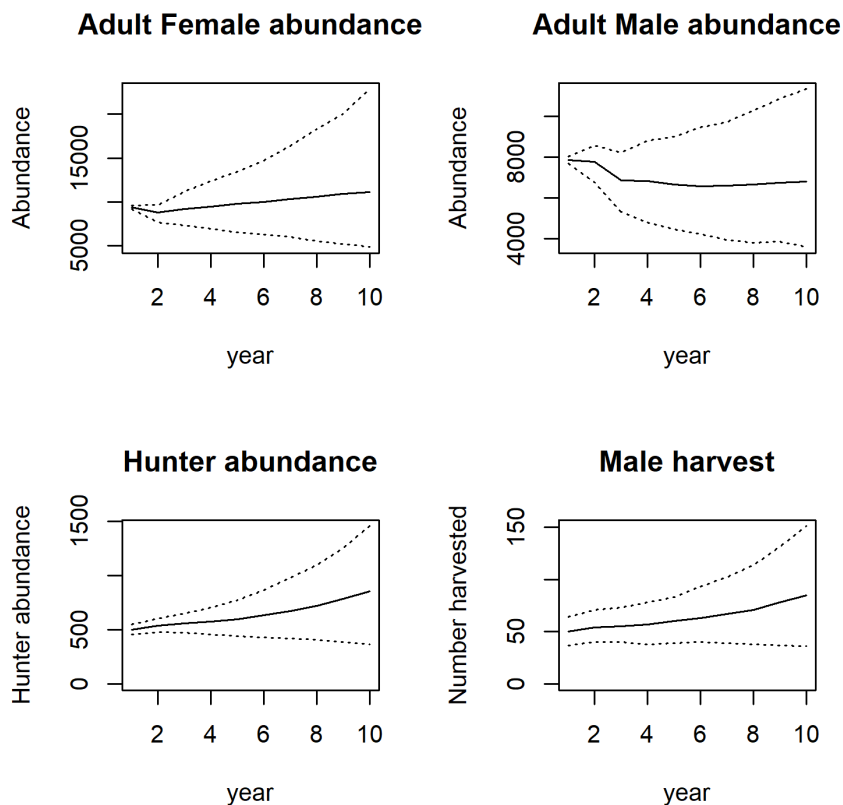 Adult Female abundance
Abundance
15000
5000
2 4 6 8 10
year
Adult Male abundance
Abundance
8000
4000
2 4 6 8 10
year
Hunter abundance
Hunter abundance
1500
500
0
2 4 6 8 10
year
Male harvest
Number harvested
150
50
0
2 4 6 8 10
year